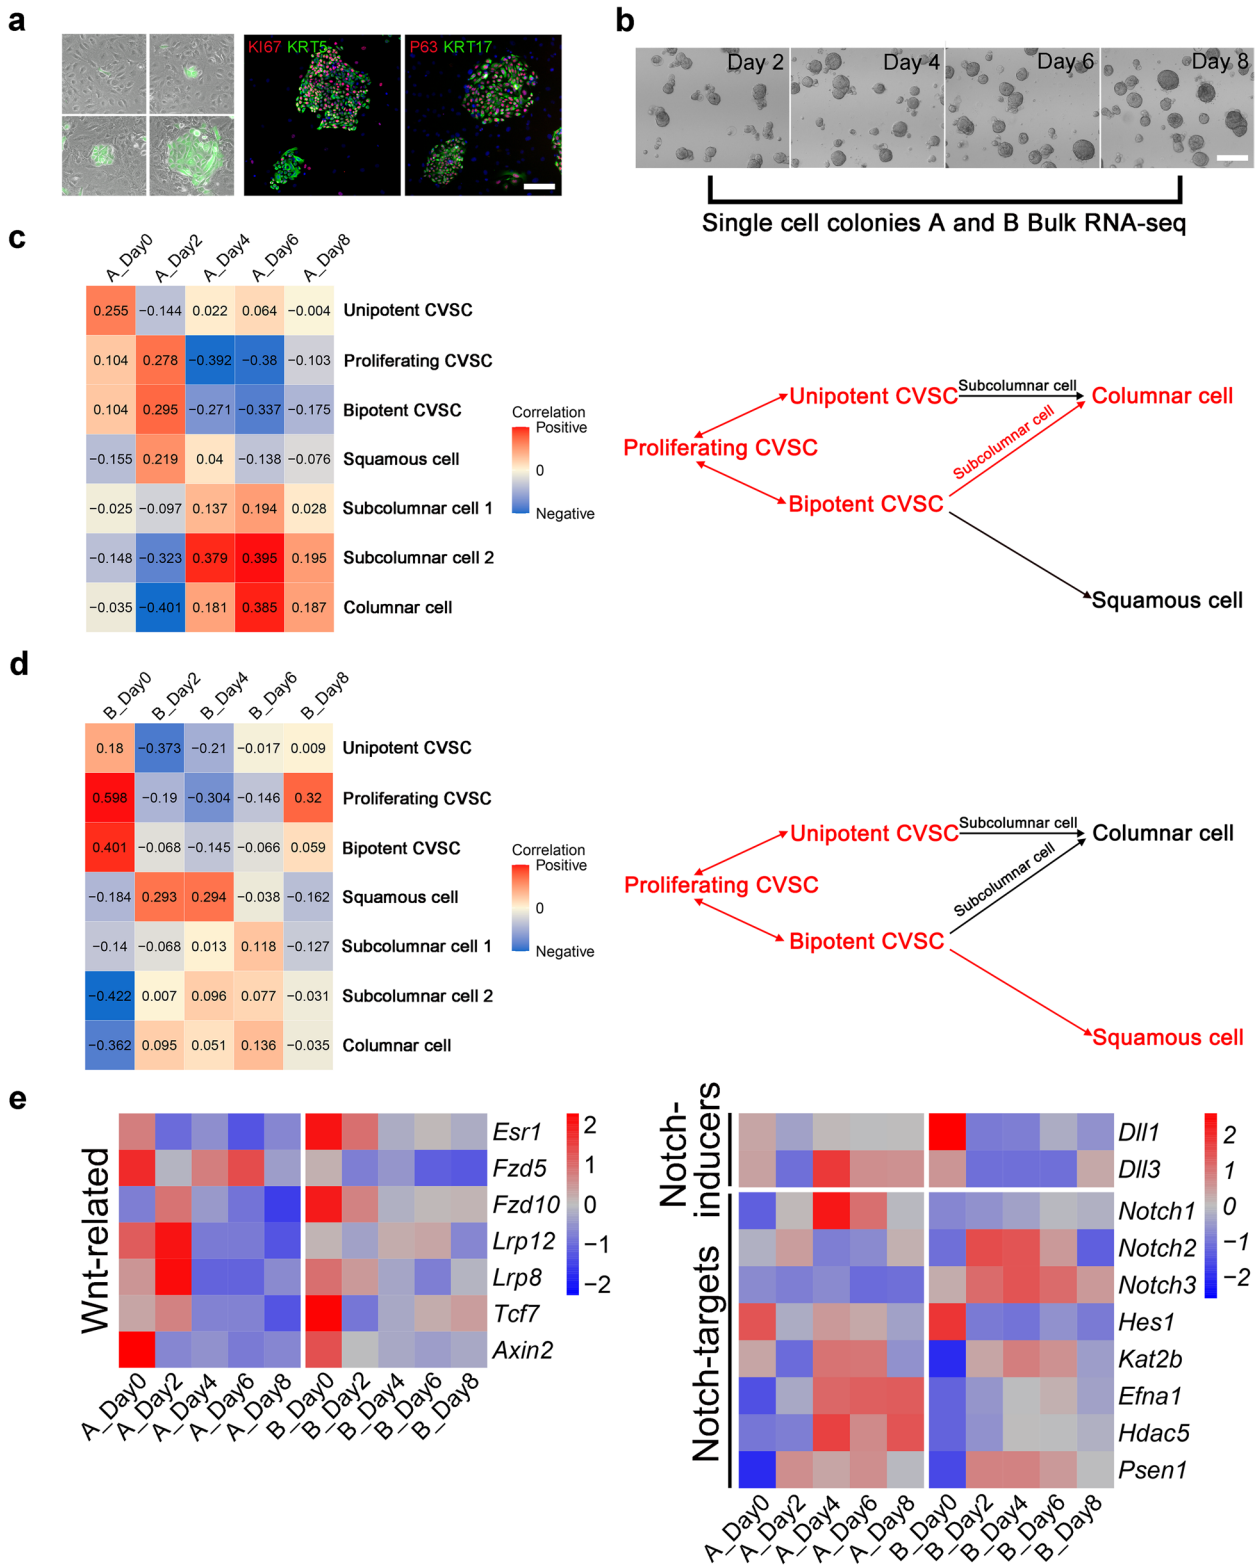 a
KI67 KRT5
P63 KRT17
b
Day 2
Day 4
Day 6
Day 8
Single cell colonies A and B Bulk RNA-seq
c
A_Day0
A_Day2
A_Day4
A_Day6
A_Day8
0.255 −0.144 0.022 0.064 −0.004 Unipotent CVSC
0.104 0.278 −0.392 −0.38 −0.103 Proliferating CVSC
0.104 0.295 −0.271 −0.337 −0.175 Bipotent CVSC
−0.155 0.219 0.04 −0.138 −0.076 Squamous cell
−0.025 −0.097 0.137 0.194 0.028 Subcolumnar cell 1
−0.148 −0.323 0.379 0.395 0.195 Subcolumnar cell 2
−0.035 −0.401 0.181 0.385 0.187 Columnar cell
Correlation
Positive
0
Negative
Proliferating CVSC
Unipotent CVSC
Subcolumnar cell
Columnar cell
Subcolumnar cell
Bipotent CVSC
Squamous cell
d
B_Day0
B_Day2
B_Day4
B_Day6
B_Day8
0.18 −0.373 −0.21 −0.017 0.009 Unipotent CVSC
0.598 −0.19 −0.304 −0.146 0.32 Proliferating CVSC
0.401 −0.068 −0.145 −0.066 0.059 Bipotent CVSC
−0.184 0.293 0.294 −0.038 −0.162 Squamous cell
−0.14 −0.068 0.013 0.118 −0.127 Subcolumnar cell 1
−0.422 0.007 0.096 0.077 −0.031 Subcolumnar cell 2
−0.362 0.095 0.051 0.136 −0.035 Columnar cell
Correlation
Positive
0
Negative
Proliferating CVSC
Unipotent CVSC
Subcolumnar cell
Columnar cell
Subcolumnar cell
Bipotent CVSC
Squamous cell
e
Wnt-related
Esr1
Fzd5
Fzd10
Lrp12
Lrp8
Tcf7
Axin2
2
1
0
−1
−2
A_Day0
A_Day2
A_Day4
A_Day6
A_Day8
B_Day0
B_Day2
B_Day4
B_Day6
B_Day8
Notch-
inducers
Notch-targets
Dll1
Dll3
Notch1
Notch2
Notch3
Hes1
Kat2b
Efna1
Hdac5
Psen1
2
1
0
−1
−2
A_Day0
A_Day2
A_Day4
A_Day6
A_Day8
B_Day0
B_Day2
B_Day4
B_Day6
B_Day8